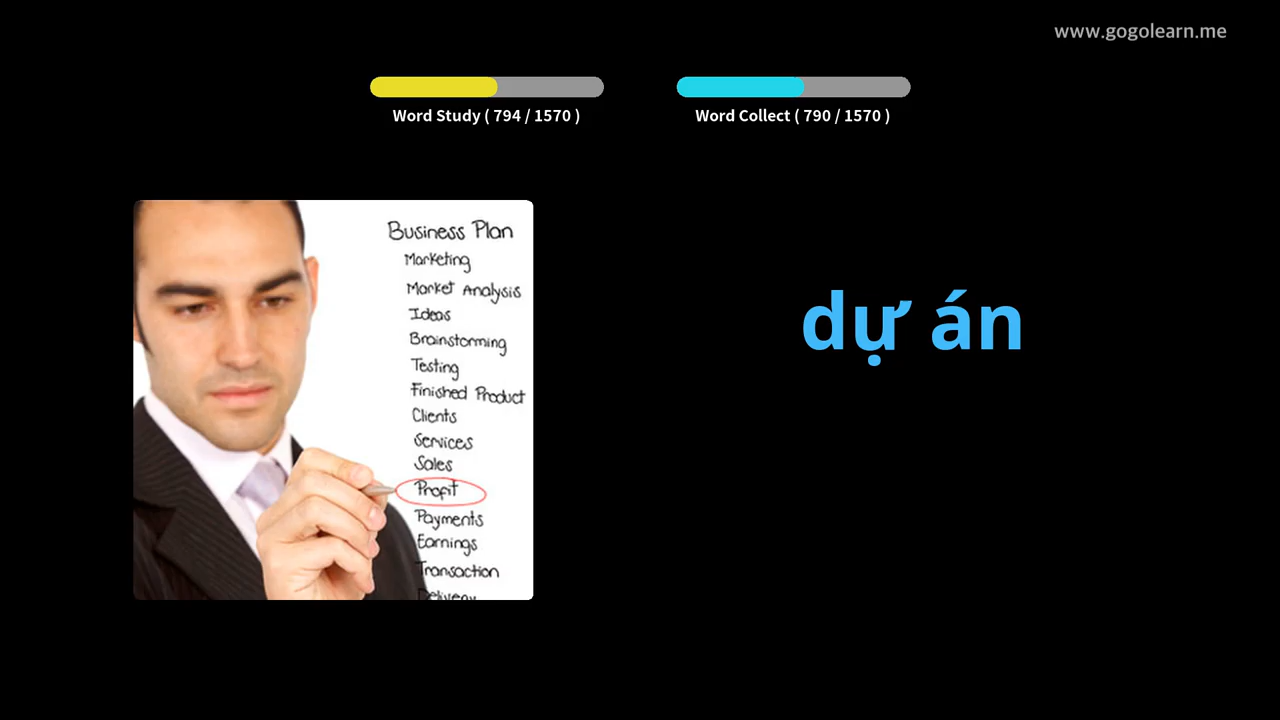 www.gogolearn.me
Word Study ( 794 / 1570 )
Word Collect ( 790 / 1570 )
Business Plan
Marketing
Market Analysis
Ideas
Brainstorming
Testing
Finished Product
Clients
Services
Sales
Profit
Payments
Earnings
Transaction
Delivery
dự án